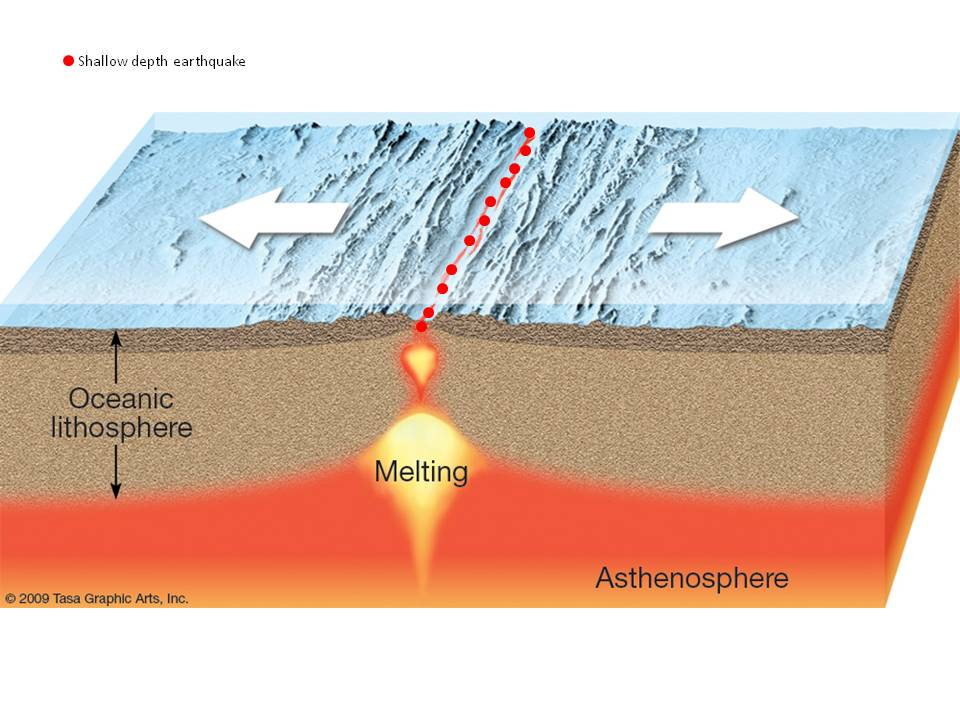 Shallow depth earthquake
Oceanic
lithosphere
Melting
Asthenosphere
© 2009 Tasa Graphic Arts, Inc.